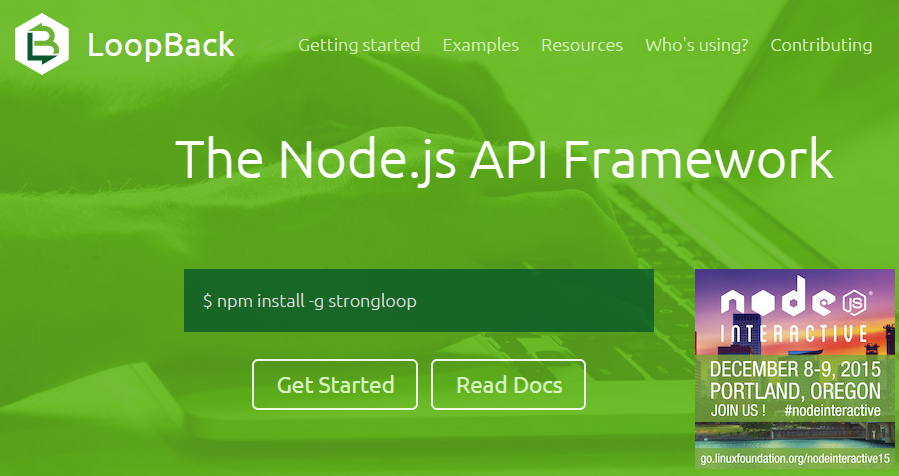 LoopBack
Getting started
Examples
Resources
Who's using?
Contributing
The Node.js API Framework
$ npm install -g strongloop
Get Started
Read Docs
node JS ®
INTERACTIVE
DECEMBER 8-9, 2015
PORTLAND, OREGON
JOIN US ! #nodeinteractive
go.linuxfoundation.org/nodeinteractive15